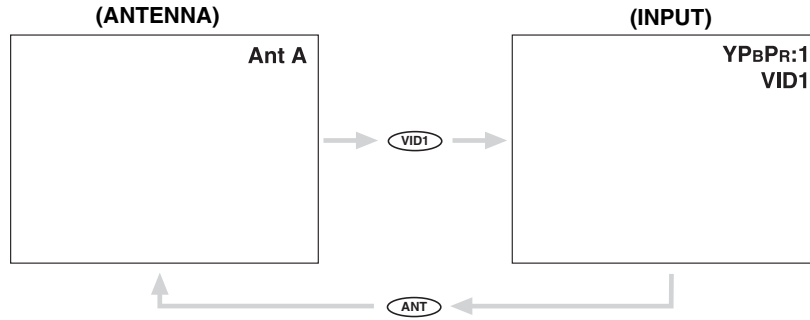 (ANTENNA)
Ant A
VID1
(INPUT)
YPBPR:1
VID1
ANT